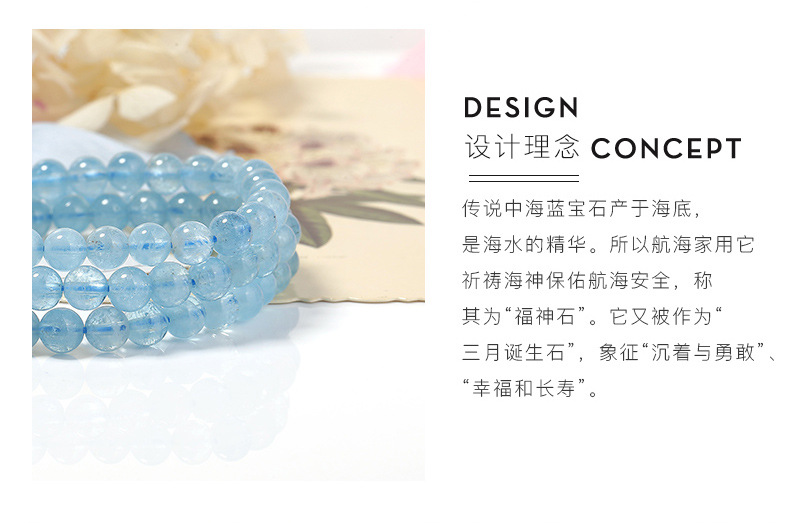 DESIGN
设计理念 CONCEPT
传说中海蓝宝石产于海底，
是海水的精华。所以航海家用它
祈祷海神保佑航海安全，称
其为“福神石”。它又被作为“
三月诞生石”，象征“沉着与勇敢”、
“幸福和长寿”。